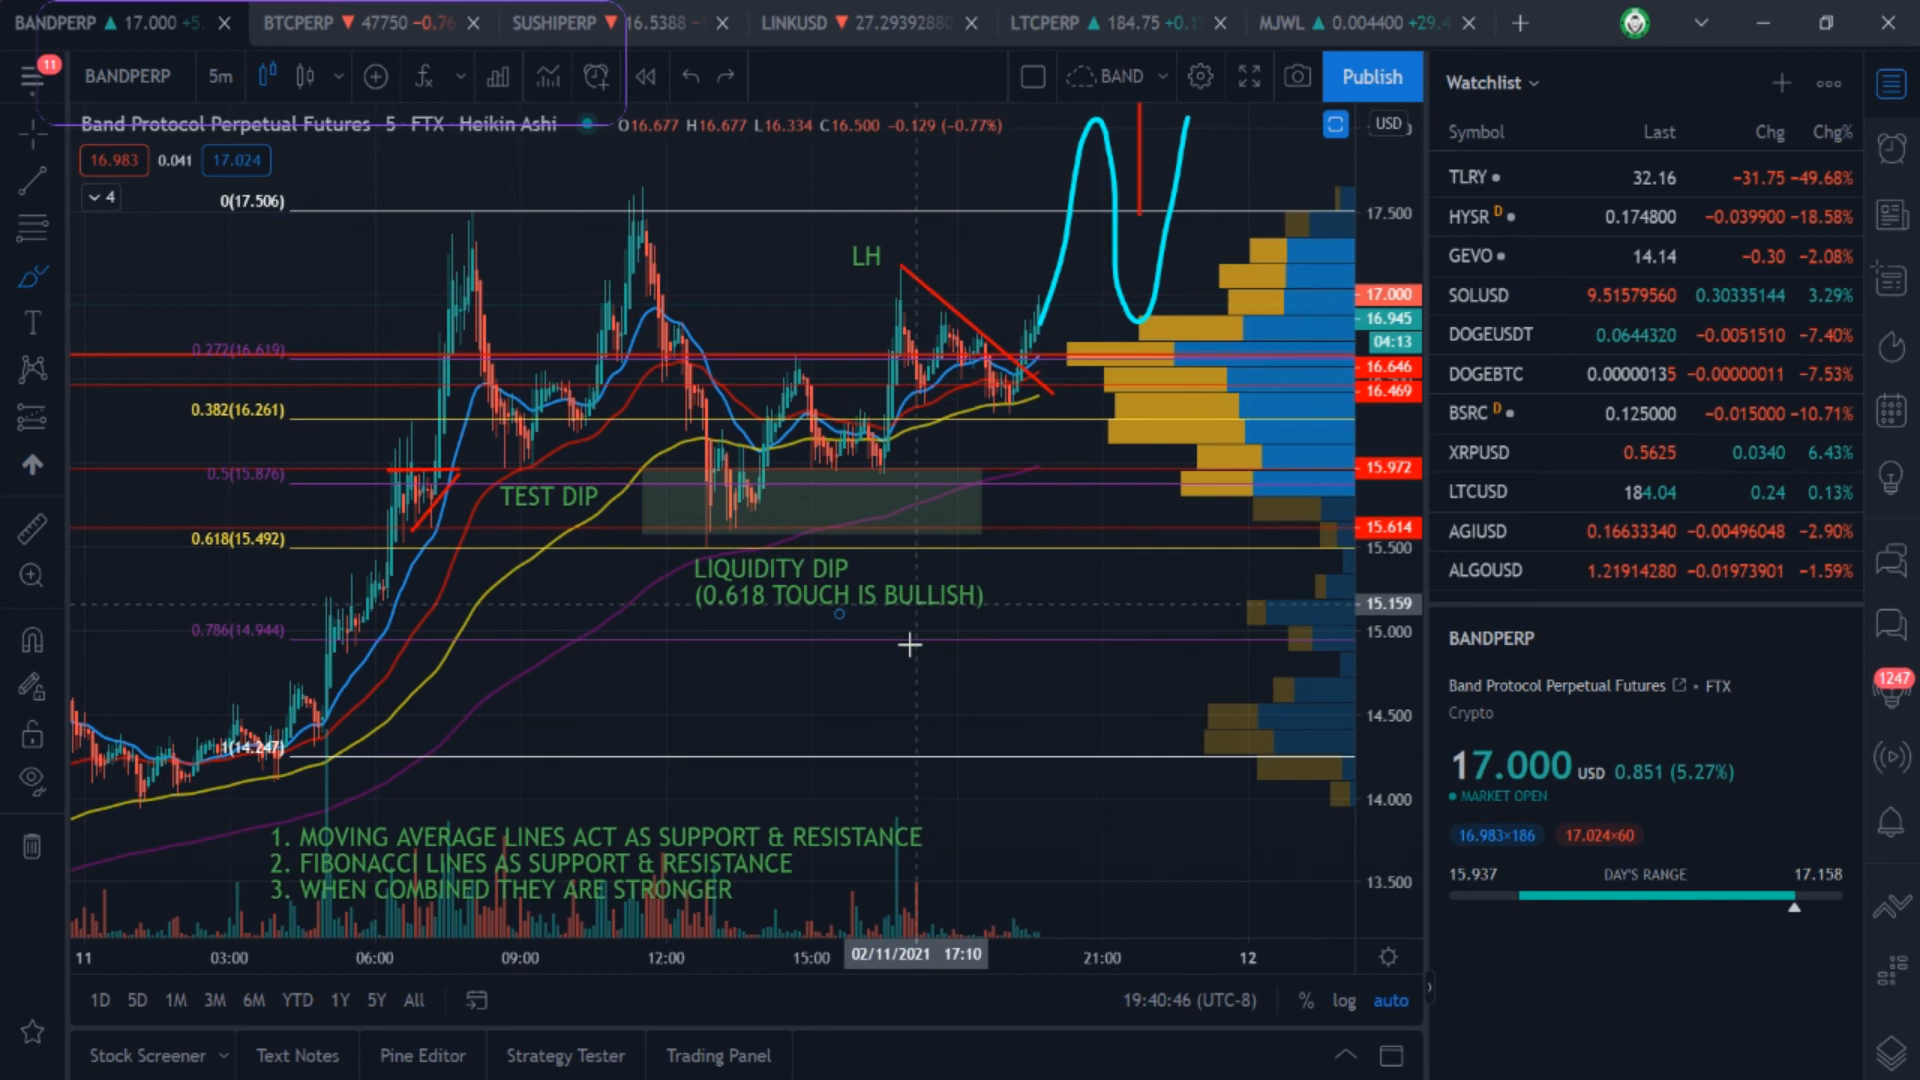 BANDPERP ▲ 17.000 +5. BTCPERP ▼ 47750 −0.76 SUSHIPERP ▼ 16.5388 LINKUSD ▼ 27.29392880 LTCPERP ▲ 184.75 +0.1 MJWL ▲ 0.004400 +29.4
11
BANDPERP 5m BAND Publish
Band Protocol Perpetual Futures 5 FTX Heikin Ashi O16.677 H16.677 L16.334 C16.500 −0.129 (−0.77%) USD
16.983 0.041 17.024
4
0(17.506)
LH
0.272(16.619)
0.382(16.261)
0.5(15.876)
TEST DIP
0.618(15.492)
LIQUIDITY DIP
(0.618 TOUCH IS BULLISH)
0.786(14.944)
1(14.247)
1. MOVING AVERAGE LINES ACT AS SUPPORT & RESISTANCE
2. FIBONACCI LINES AS SUPPORT & RESISTANCE
3. WHEN COMBINED THEY ARE STRONGER
17.500
17.000
16.945
04:13
16.646
16.469
15.972
15.614
15.500
15.159
15.000
14.500
14.000
13.500
11 03:00 06:00 09:00 12:00 15:00 02/11/2021 17:10 21:00 12
1D 5D 1M 3M 6M YTD 1Y 5Y All 19:40:46 (UTC-8) % log auto
Stock Screener Text Notes Pine Editor Strategy Tester Trading Panel
Watchlist
Symbol Last Chg Chg%
TLRY 32.16 −31.75 −49.68%
HYSR D 0.174800 −0.039900 −18.58%
GEVO 14.14 −0.30 −2.08%
SOLUSD 9.51579560 0.30335144 3.29%
DOGEUSDT 0.0644320 −0.0051510 −7.40%
DOGEBTC 0.00000135 −0.00000011 −7.53%
BSRC D 0.125000 −0.015000 −10.71%
XRPUSD 0.5625 0.0340 6.43%
LTCUSD 184.04 0.24 0.13%
AGIUSD 0.16633340 −0.00496048 −2.90%
ALGOUSD 1.21914280 −0.01973901 −1.59%
BANDPERP
Band Protocol Perpetual Futures • FTX
Crypto
17.000 USD 0.851 (5.27%)
MARKET OPEN
16.983×186 17.024×60
15.937 DAY'S RANGE 17.158
1247